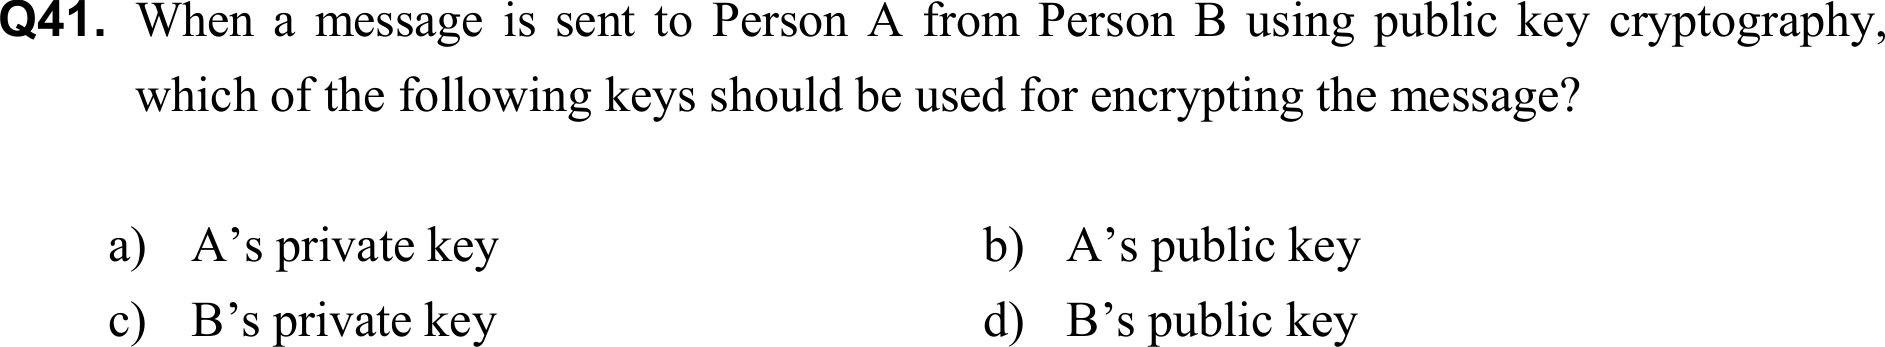 Q41. When a message is sent to Person A from Person B using public key cryptography,
which of the following keys should be used for encrypting the message?
a) A’s private key b) A’s public key
c) B’s private key d) B’s public key